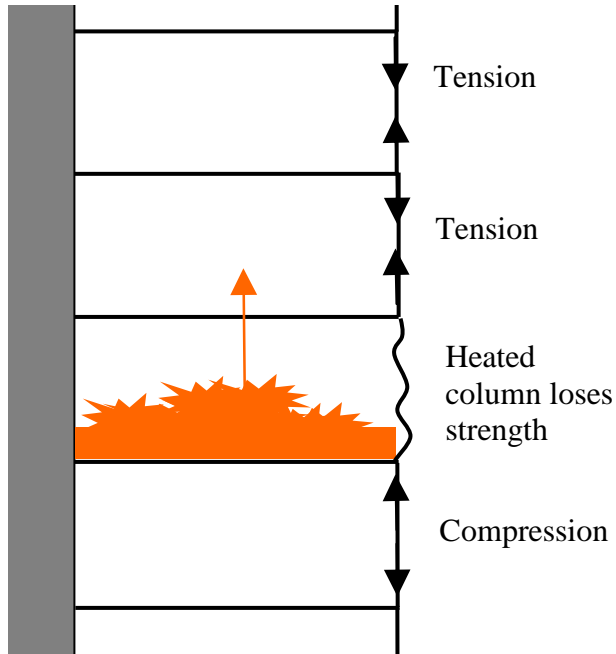 Tension
Tension
Heated
column loses
strength
Compression